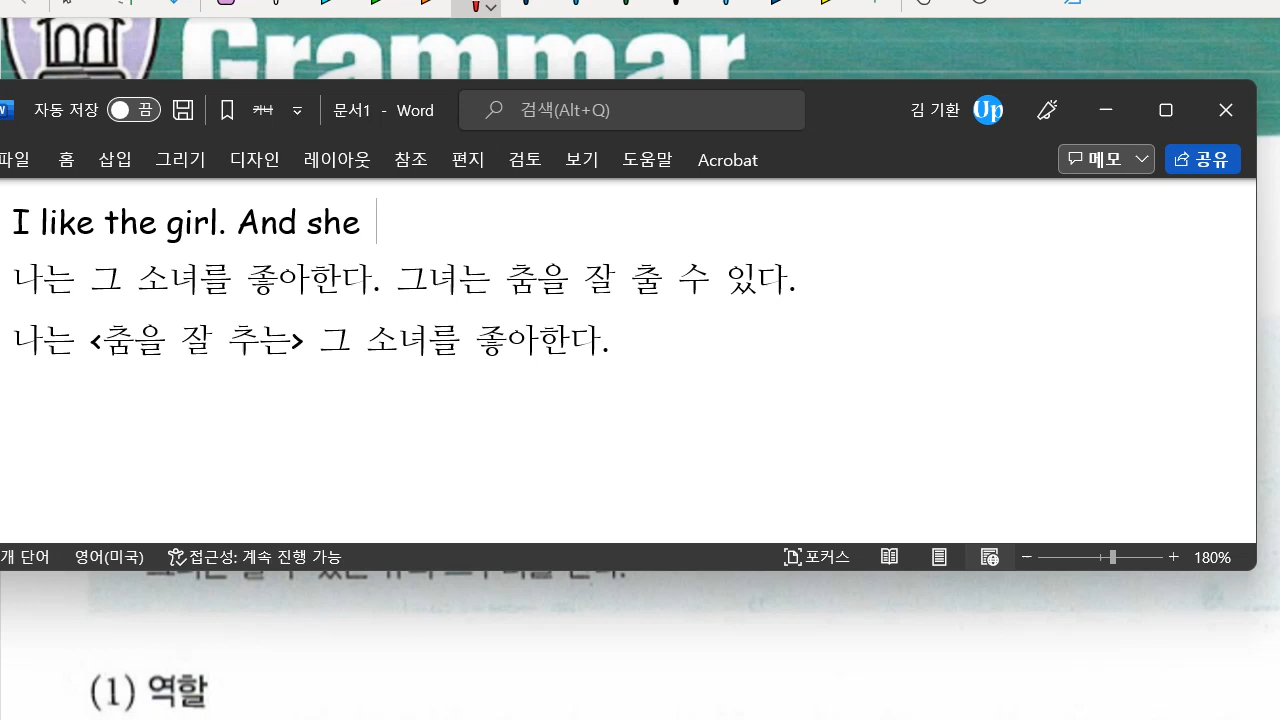 Grammar
자동 저장 끔 가나 문서1 - Word 검색(Alt+Q) 김 기환 Up
파일 홈 삽입 그리기 디자인 레이아웃 참조 편지 검토 보기 도움말 Acrobat 메모 공유
I like the girl. And she
나는 그 소녀를 좋아한다. 그녀는 춤을 잘 출 수 있다.
나는 <춤을 잘 추는> 그 소녀를 좋아한다.
개 단어 영어(미국) 접근성: 계속 진행 가능 포커스 180%
(1) 역할